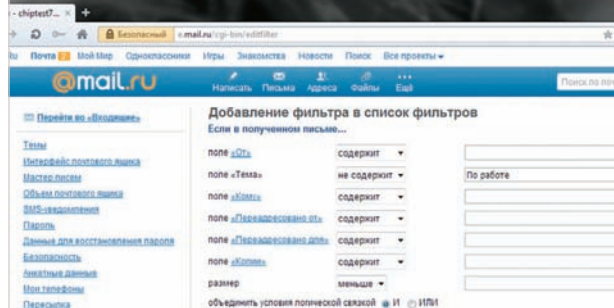 - chiptest7...
Безопасный e.mail.ru/cgi-bin/editfilter
Почта Мой Мир Одноклассники Игры Знакомства Новости Поиск Все проекты
@mail.ru Написать Письма Адреса Файлы Ещё Поиск по поч
Перейти во «Входящие»
Добавление фильтра в список фильтров
Если в полученном письме...
Темы
поле «От» содержит
Интерфейс почтового ящика
Мастер писем
поле «Тема» не содержит По работе
Объем почтового ящика
поле «Кому» содержит
SMS-уведомления
Пароль
поле «Переадресовано от» содержит
Данные для восстановления пароля
поле «Переадресовано для» содержит
Безопасность
поле «Копия» содержит
Анкетные данные
Мои телефоны
размер меньше
Пересылка
объединить условия логической связкой И ИЛИ